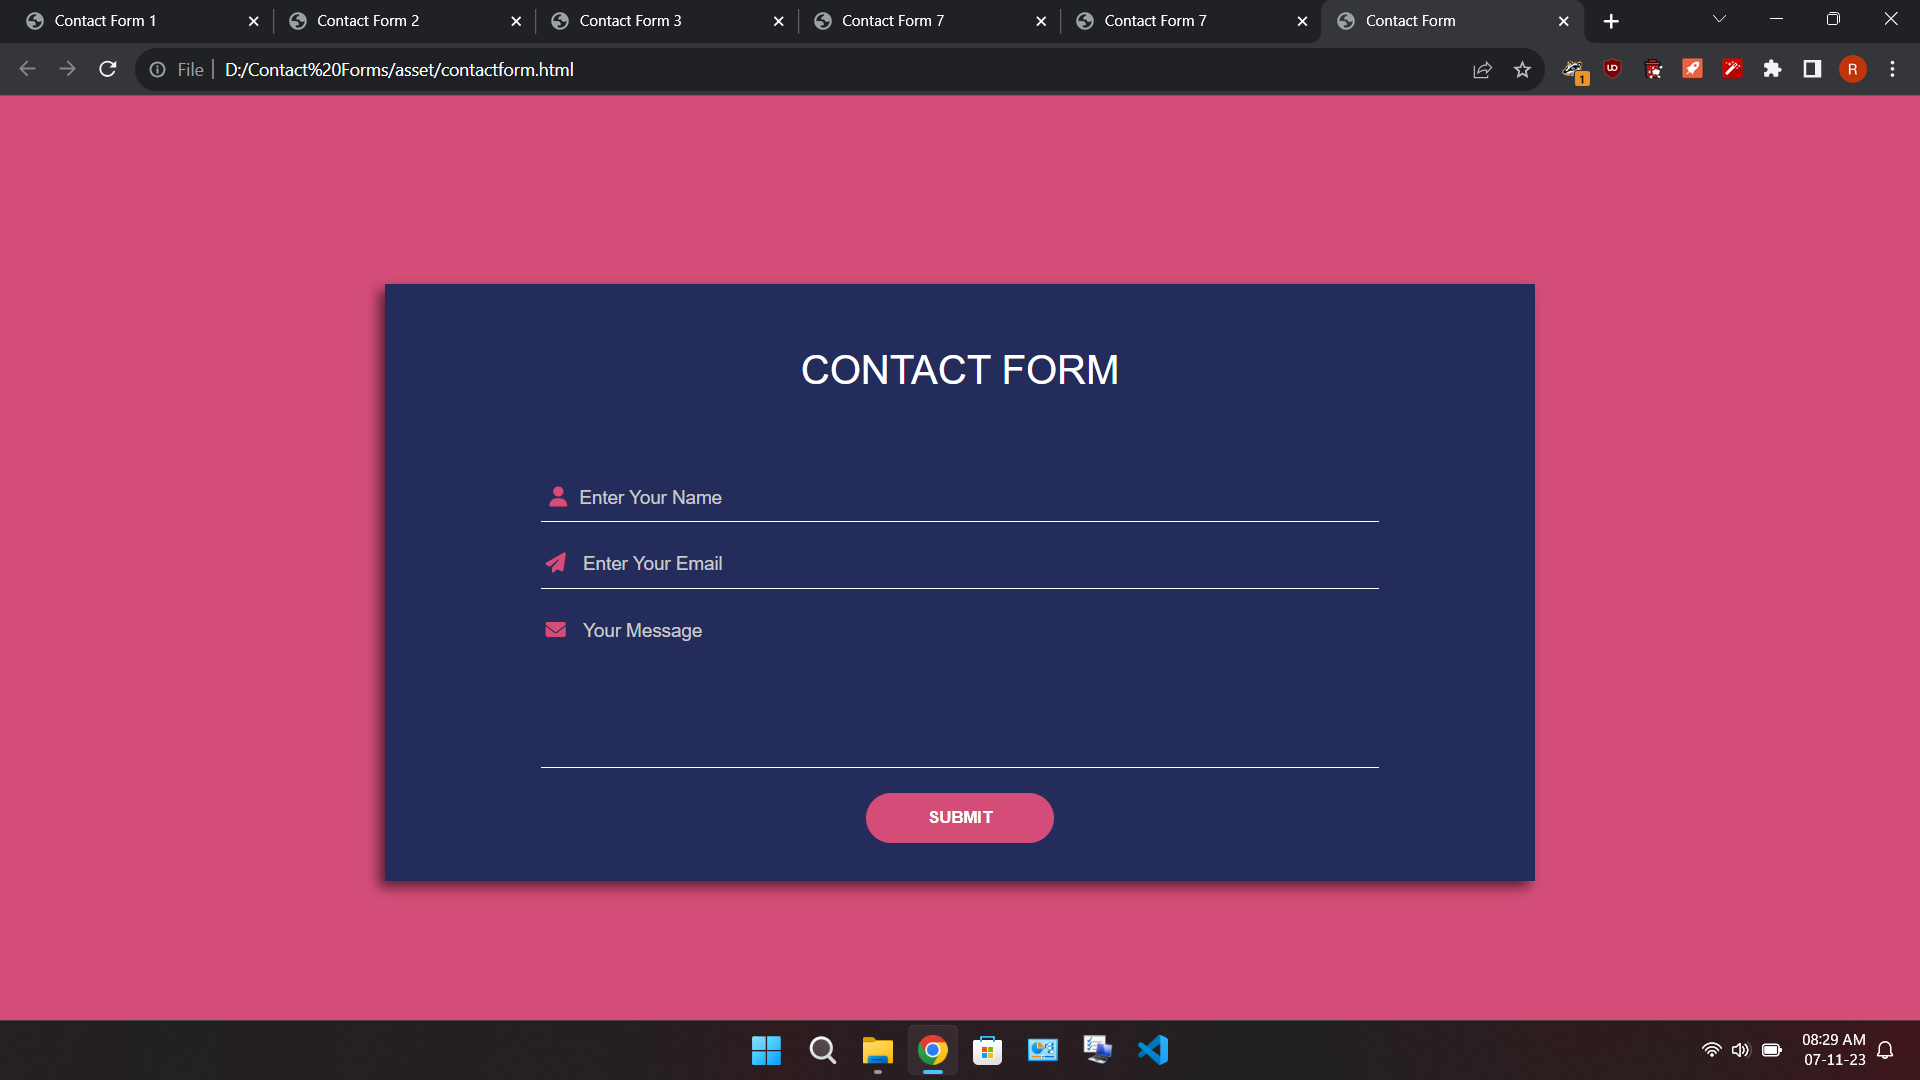 Contact Form 1
Contact Form 2
Contact Form 3
Contact Form 7
Contact Form 7
Contact Form
File
D:/Contact%20Forms/asset/contactform.html
1
R
CONTACT FORM
Enter Your Name
Enter Your Email
Your Message
SUBMIT
08:29 AM
07-11-23